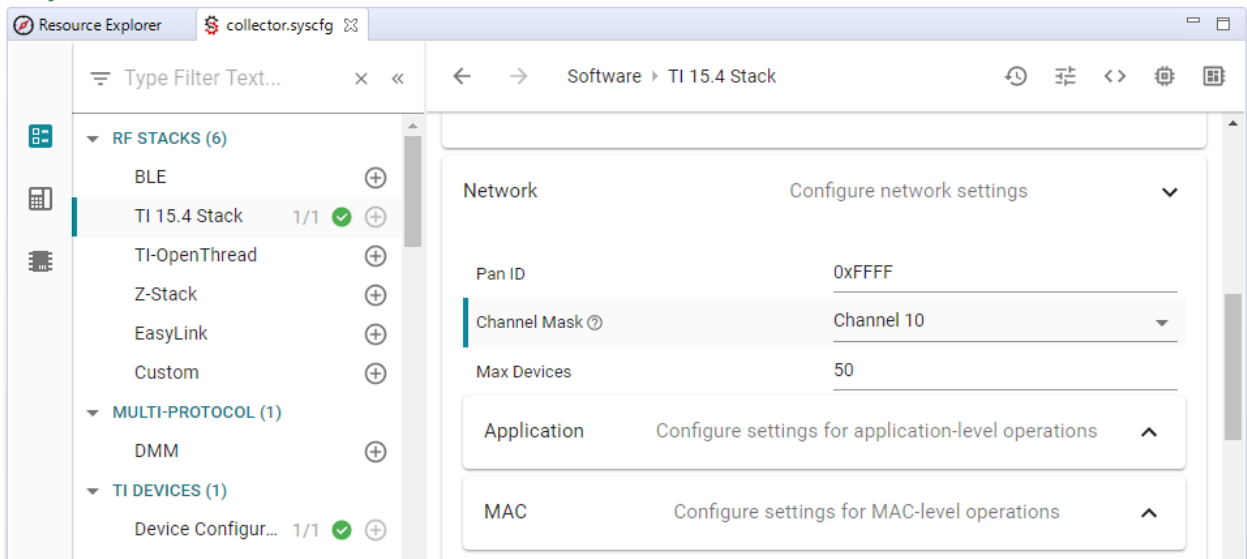 Resource Explorer
collector.syscfg
Type Filter Text...
Software
TI 15.4 Stack
RF STACKS (6)
BLE
TI 15.4 Stack 1/1
TI-OpenThread
Z-Stack
EasyLink
Custom
MULTI-PROTOCOL (1)
DMM
TI DEVICES (1)
Device Configur... 1/1
Network Configure network settings
Pan ID 0xFFFF
Channel Mask Channel 10
Max Devices 50
Application Configure settings for application-level operations
MAC Configure settings for MAC-level operations